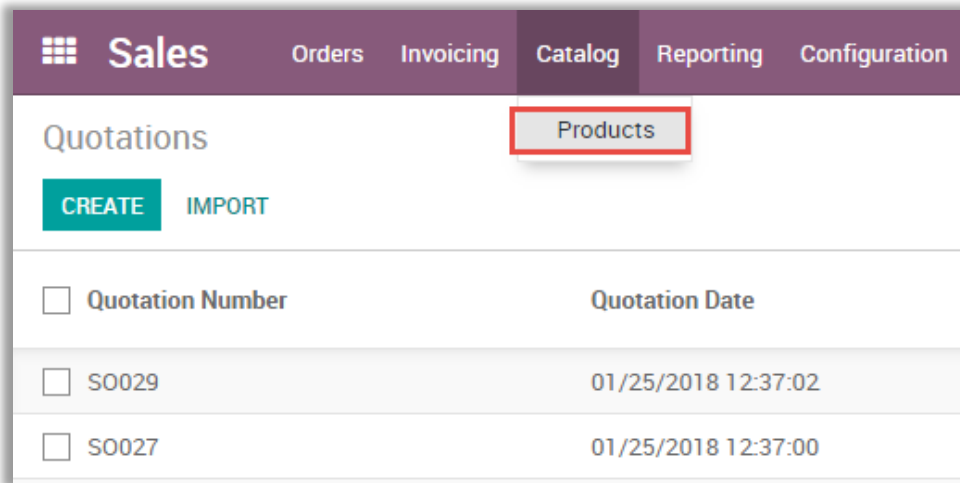 Sales Orders Invoicing Catalog Reporting Configuration
Products
Quotations
CREATE IMPORT
Quotation Number Quotation Date
SO029 01/25/2018 12:37:02
SO027 01/25/2018 12:37:00